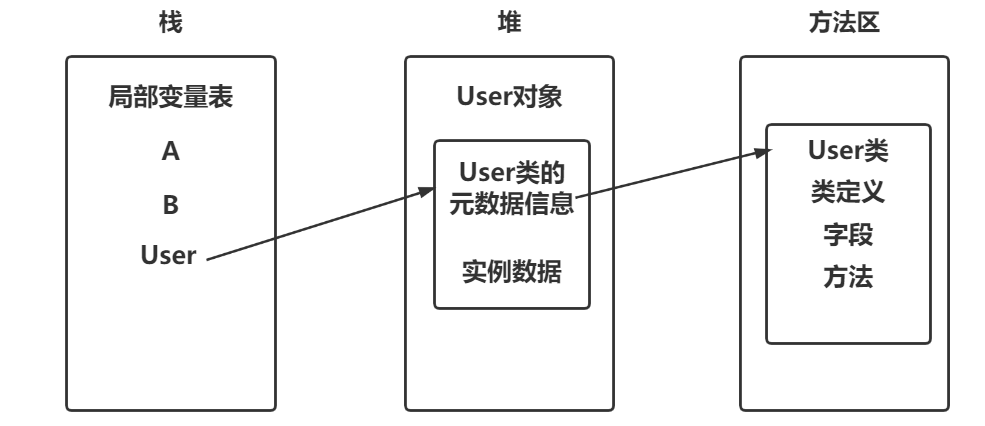 栈
局部变量表
A
B
User
堆
User对象
User类的
元数据信息
实例数据
方法区
User类
类定义
字段
方法